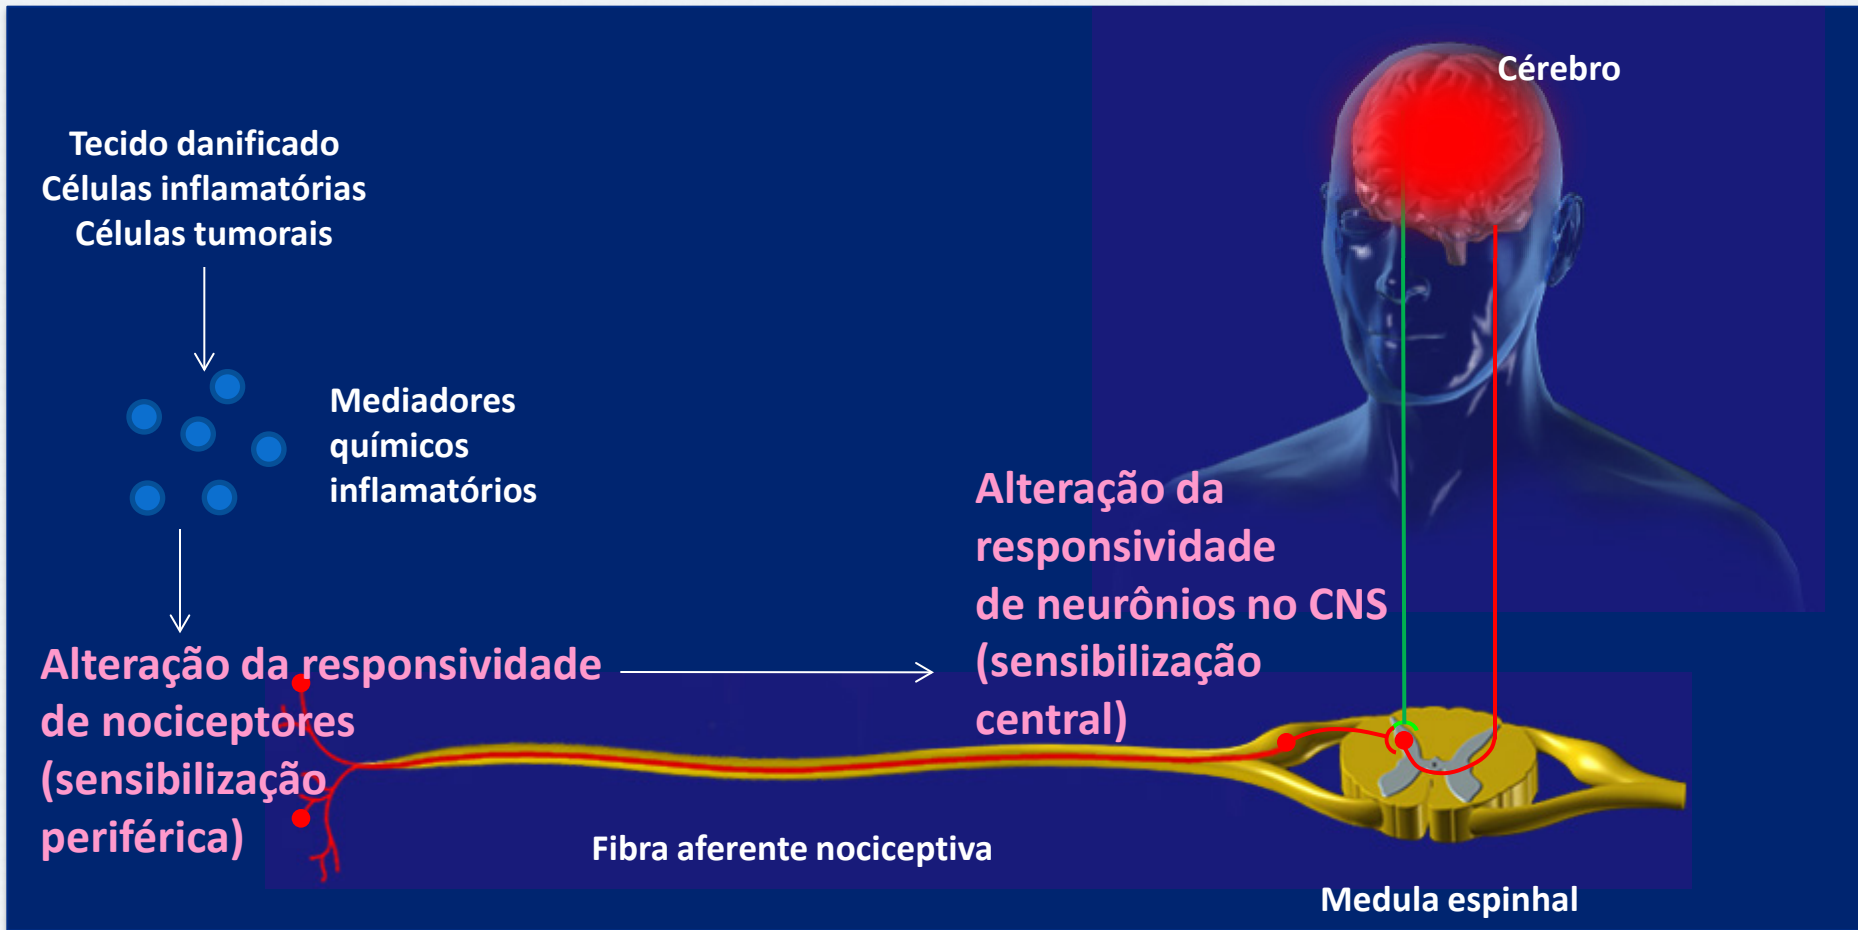 Cérebro
Tecido danificado
Células inflamatórias
Células tumorais
Mediadores
químicos
inflamatórios
Alteração da responsividade
de nociceptores
(sensibilização
periférica)
Alteração da
responsividade
de neurônios no CNS
(sensibilização
central)
Fibra aferente nociceptiva
Medula espinhal